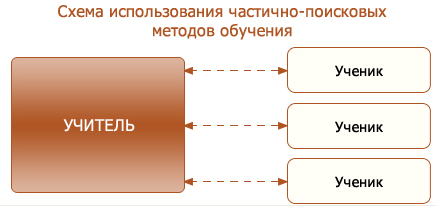 Схема использования частично-поисковых
методов обучения
УЧИТЕЛЬ
Ученик
Ученик
Ученик